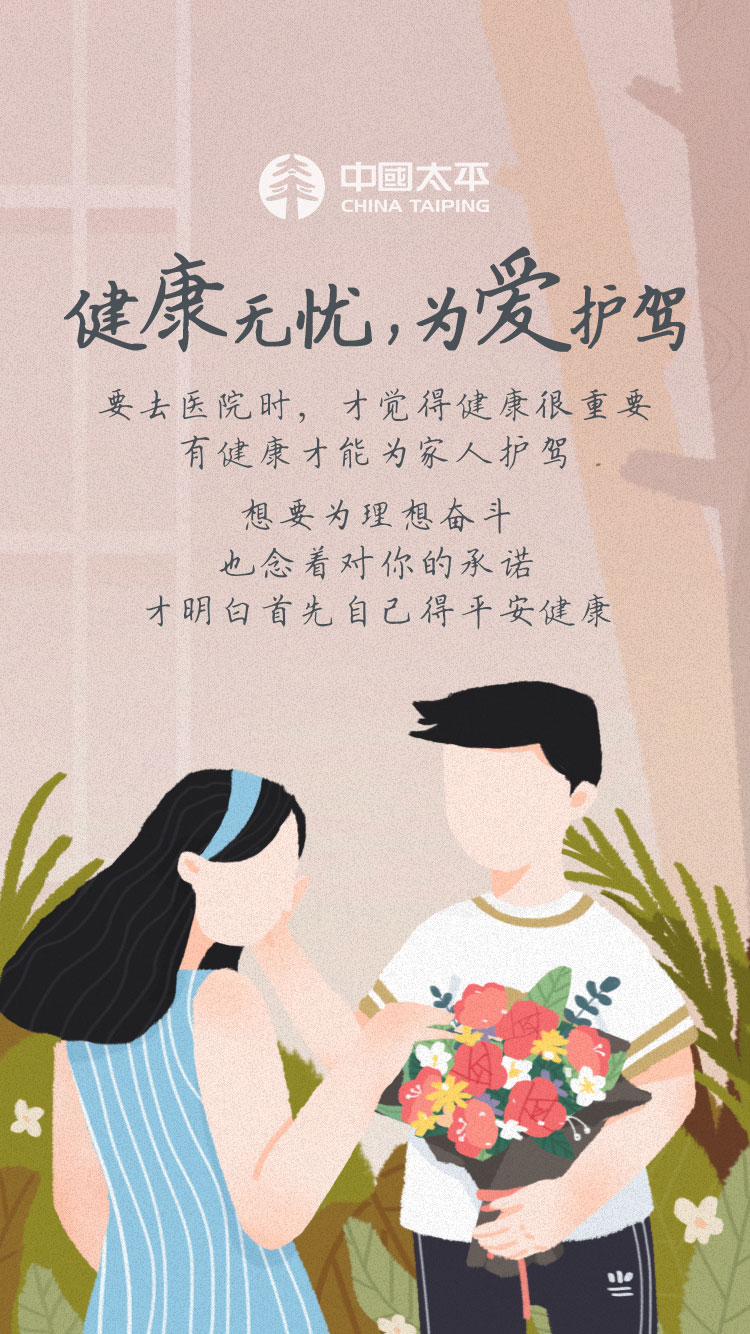 中國太平
CHINA TAIPING
健康无忧,为爱护驾
要去医院时，才觉得健康很重要
有健康才能为家人护驾.
想要为理想奋斗
也念着对你的承诺
才明白首先自己得平安健康